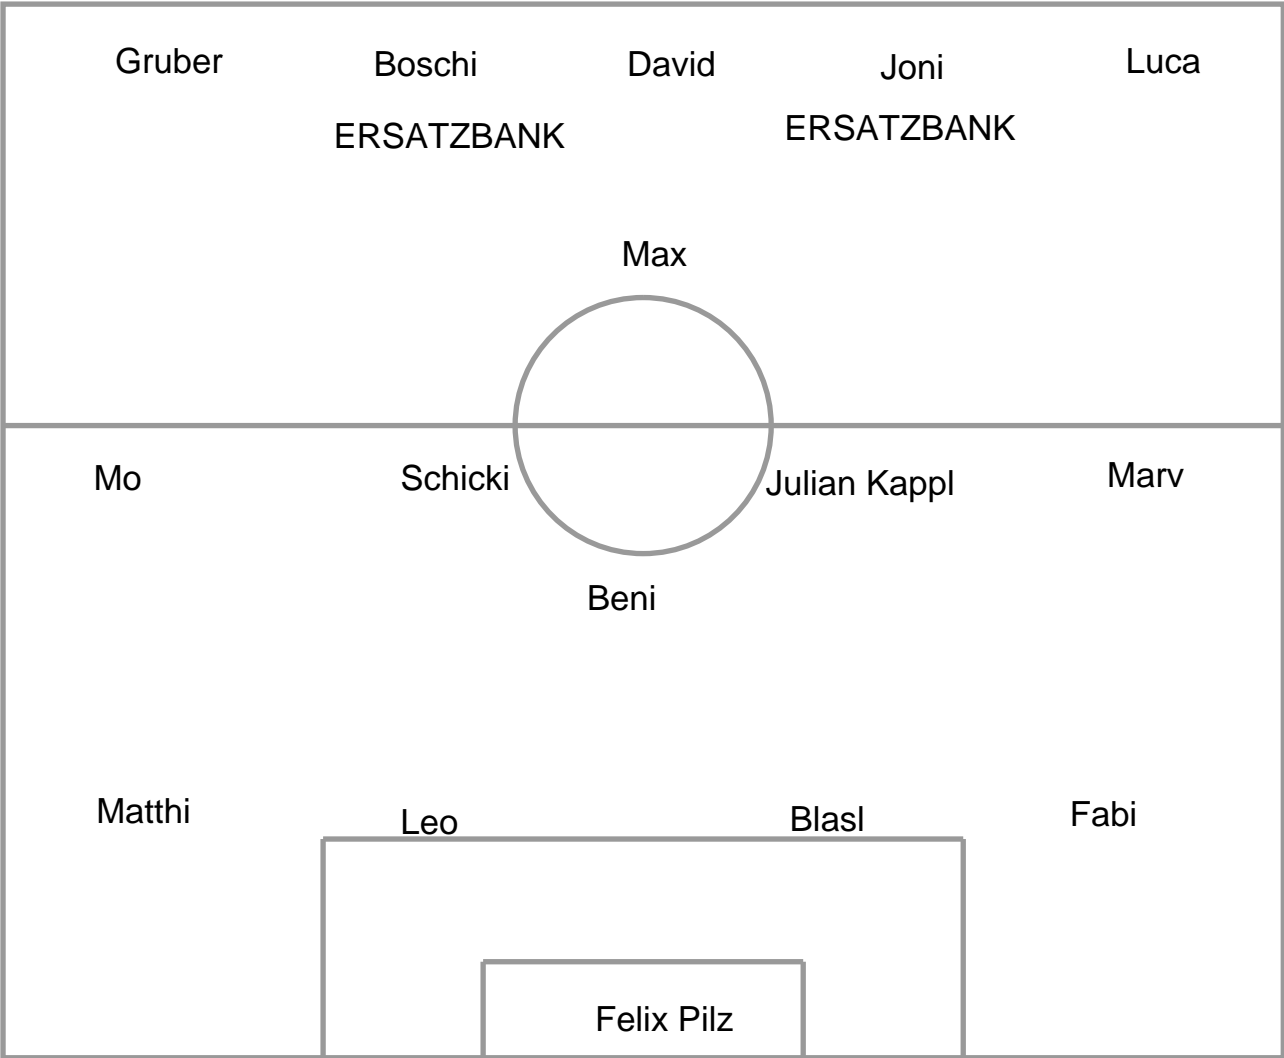 Gruber Boschi David Joni Luca
ERSATZBANK ERSATZBANK
Max
Mo Schicki Julian Kappl Marv
Beni
Matthi Leo Blasl Fabi
Felix Pilz